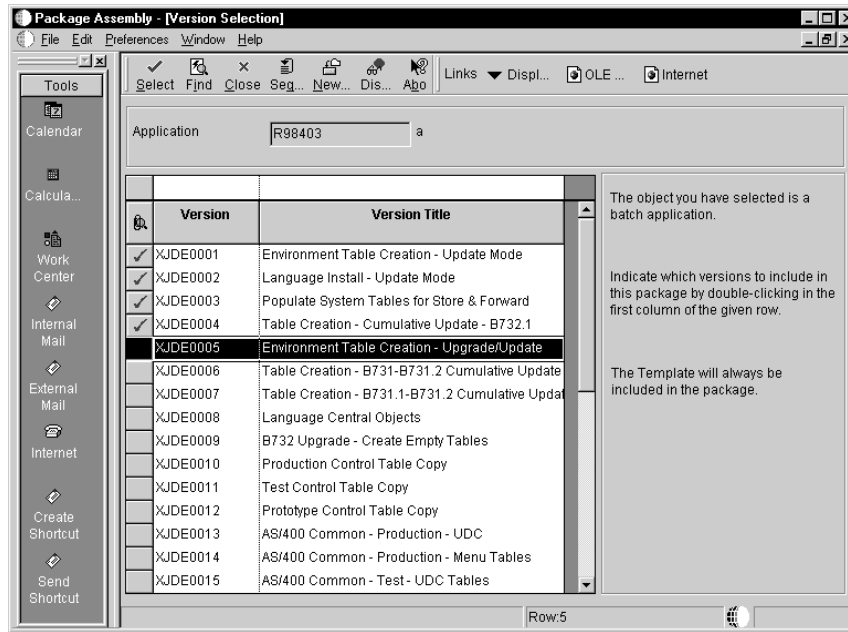 Package Assembly - [Version Selection]
File Edit Preferences Window Help
Tools
Calendar
Calcula...
Work
Center
Internal
Mail
External
Mail
Internet
Create
Shortcut
Send
Shortcut
Select Find Close Seq... New... Dis... Abo Links Displ... OLE ... Internet
Application R98403 a
Version Version Title
XJDE0001 Environment Table Creation - Update Mode
XJDE0002 Language Install - Update Mode
XJDE0003 Populate System Tables for Store & Forward
XJDE0004 Table Creation - Cumulative Update - B732.1
XJDE0005 Environment Table Creation - Upgrade/Update
XJDE0006 Table Creation - B731-B731.2 Cumulative Update
XJDE0007 Table Creation - B731.1-B731.2 Cumulative Updat
XJDE0008 Language Central Objects
XJDE0009 B732 Upgrade - Create Empty Tables
XJDE0010 Production Control Table Copy
XJDE0011 Test Control Table Copy
XJDE0012 Prototype Control Table Copy
XJDE0013 AS/400 Common - Production - UDC
XJDE0014 AS/400 Common - Production - Menu Tables
XJDE0015 AS/400 Common - Test - UDC Tables
The object you have selected is a
batch application.
Indicate which versions to include in
this package by double-clicking in the
first column of the given row.
The Template will always be
included in the package.
Row:5